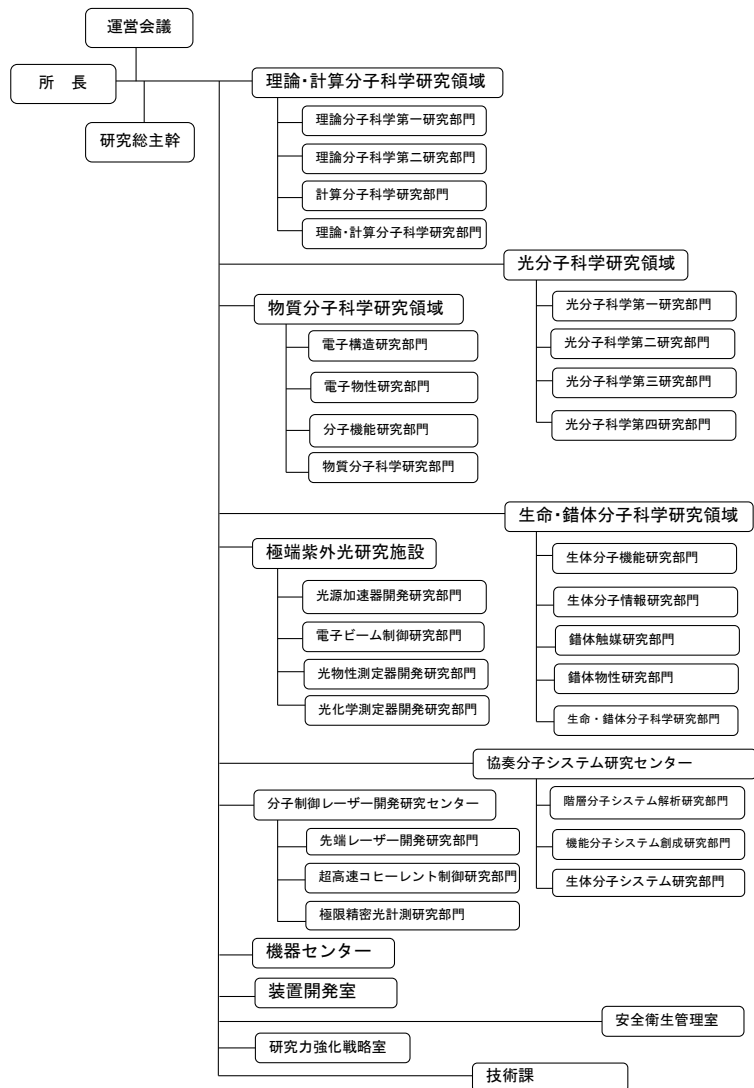 運営会議
所　長
研究総主幹
理論・計算分子科学研究領域
理論分子科学第一研究部門
理論分子科学第二研究部門
計算分子科学研究部門
理論・計算分子科学研究部門
光分子科学研究領域
光分子科学第一研究部門
光分子科学第二研究部門
光分子科学第三研究部門
光分子科学第四研究部門
物質分子科学研究領域
電子構造研究部門
電子物性研究部門
分子機能研究部門
物質分子科学研究部門
生命・錯体分子科学研究領域
生体分子機能研究部門
生体分子情報研究部門
錯体触媒研究部門
錯体物性研究部門
生命・錯体分子科学研究部門
極端紫外光研究施設
光源加速器開発研究部門
電子ビーム制御研究部門
光物性測定器開発研究部門
光化学測定器開発研究部門
協奏分子システム研究センター
階層分子システム解析研究部門
機能分子システム創成研究部門
生体分子システム研究部門
分子制御レーザー開発研究センター
先端レーザー開発研究部門
超高速コヒーレント制御研究部門
極限精密光計測研究部門
機器センター
装置開発室
安全衛生管理室
研究力強化戦略室
技術課